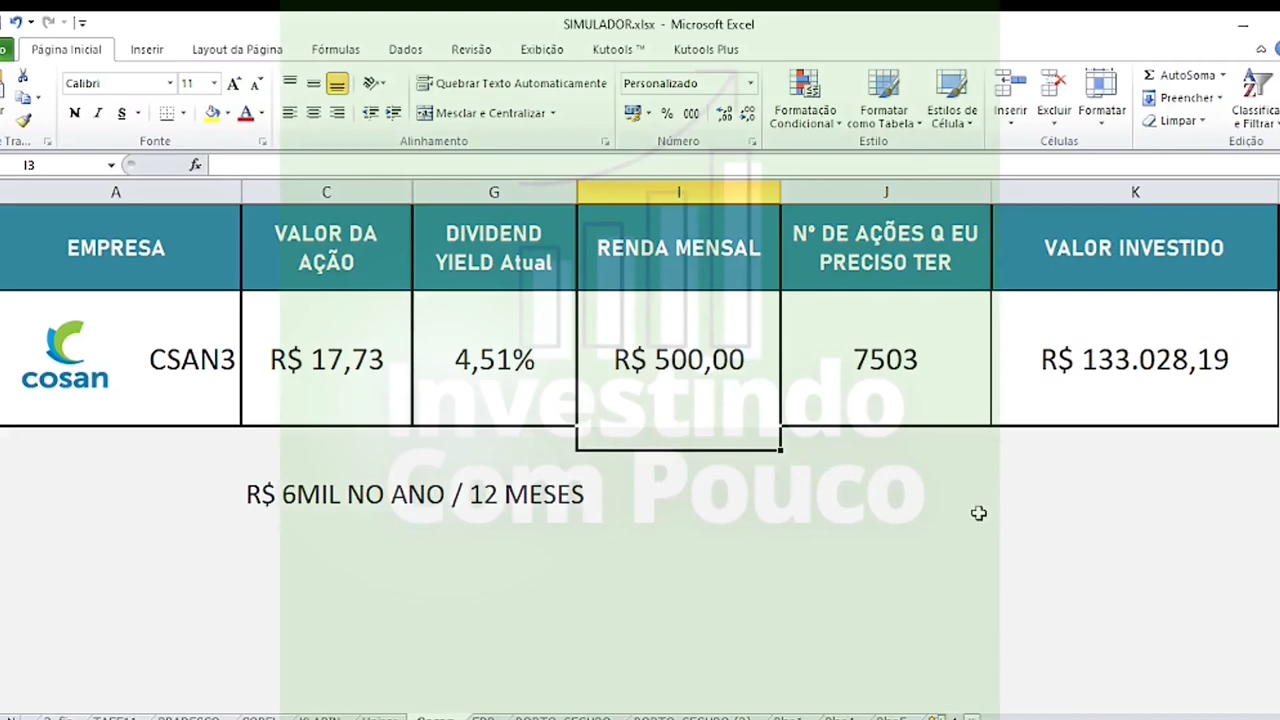 SIMULADOR.xlsx - Microsoft Excel
Página Inicial Inserir Layout da Página Fórmulas Dados Revisão Exibição Kutools ™ Kutools Plus
Calibri 11 Quebrar Texto Automaticamente Personalizado AutoSoma
N I S Mesclar e Centralizar % 000 Formatação Condicional Formatar como Tabela Estilos de Célula Inserir Excluir Formatar Preencher Limpar Classifica e Filtrar
Fonte Alinhamento Número Estilo Células Edição
I3 fx
A C G I J K
EMPRESA VALOR DA AÇÃO DIVIDEND YIELD Atual RENDA MENSAL Nº DE AÇÕES Q EU PRECISO TER VALOR INVESTIDO
cosan CSAN3 R$ 17,73 4,51% R$ 500,00 7503 R$ 133.028,19
Investindo
Com Pouco
R$ 6MIL NO ANO / 12 MESES